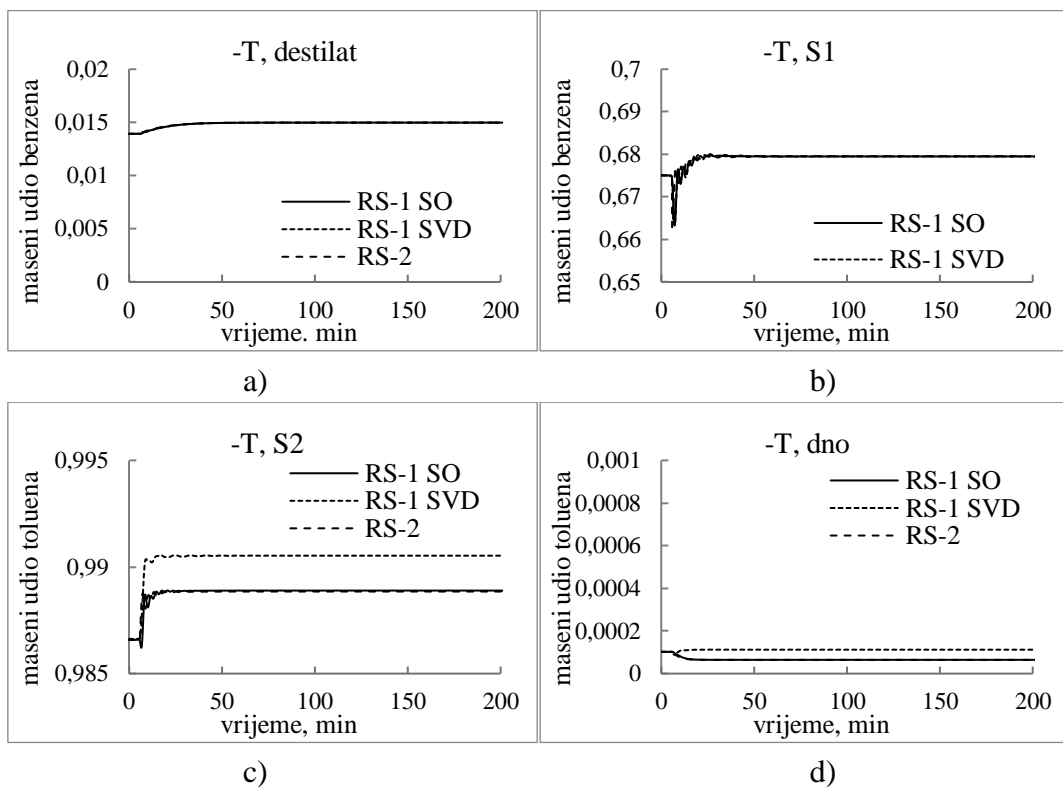 -T, destilat
maseni udio benzena
0,02
0,015
0,01
0,005
0
RS-1 SO
RS-1 SVD
RS-2
0 50 100 150 200
vrijeme. min
a)
-T, S1
maseni udio benzena
0,7
0,69
0,68
0,67
0,66
0,65
RS-1 SO
RS-1 SVD
0 50 100 150 200
vrijeme, min
b)
-T, S2
maseni udio toluena
0,995
0,99
0,985
RS-1 SO
RS-1 SVD
RS-2
0 50 100 150 200
vrijeme, min
c)
-T, dno
maseni udio toluena
0,001
0,0008
0,0006
0,0004
0,0002
0
RS-1 SO
RS-1 SVD
RS-2
0 50 100 150 200
vrijeme, min
d)